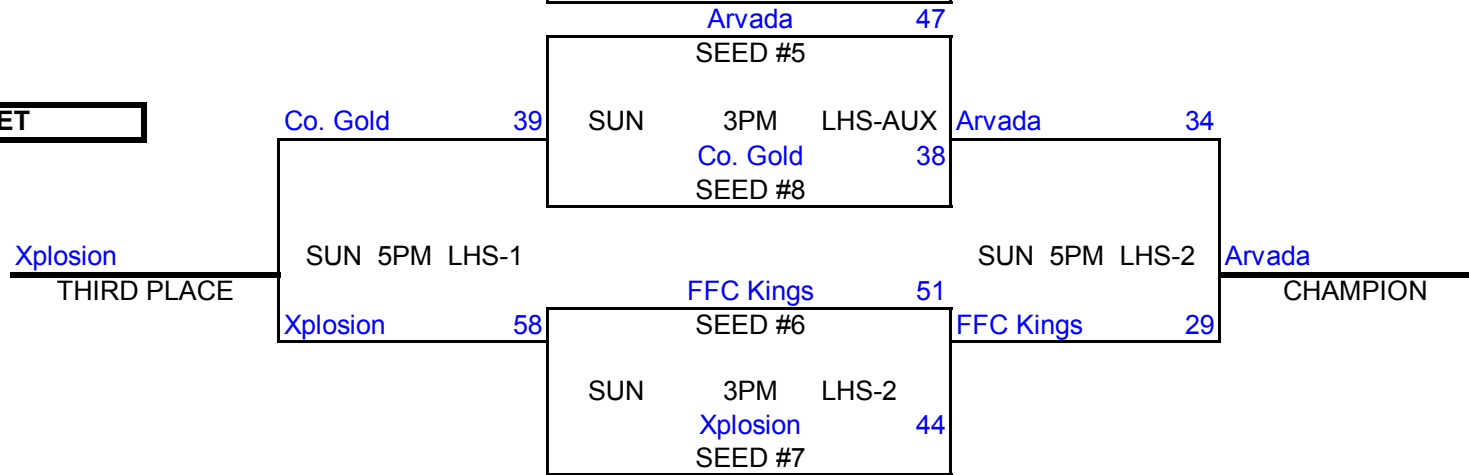 Arvada 47
SEED #5
ET
Co. Gold 39 SUN 3PM LHS-AUX Arvada 34
Co. Gold 38
SEED #8
Xplosion SUN 5PM LHS-1 SUN 5PM LHS-2 Arvada
THIRD PLACE FFC Kings 51 CHAMPION
Xplosion 58 SEED #6 FFC Kings 29
SUN 3PM LHS-2
Xplosion 44
SEED #7